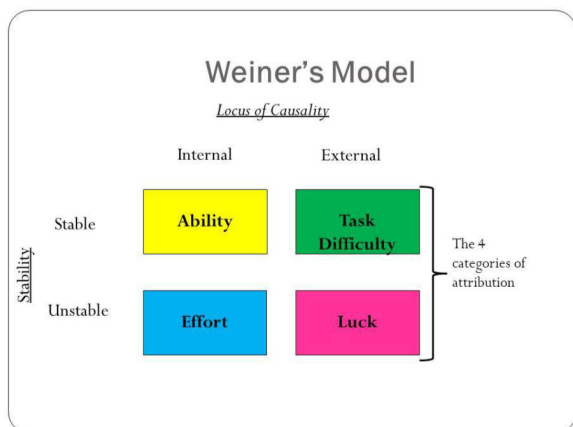 Weiner's Model
Locus of Causality
Internal External
Stable
Ability
Task
Difficulty
The 4
categories of
attribution
Stability
Unstable
Effort
Luck